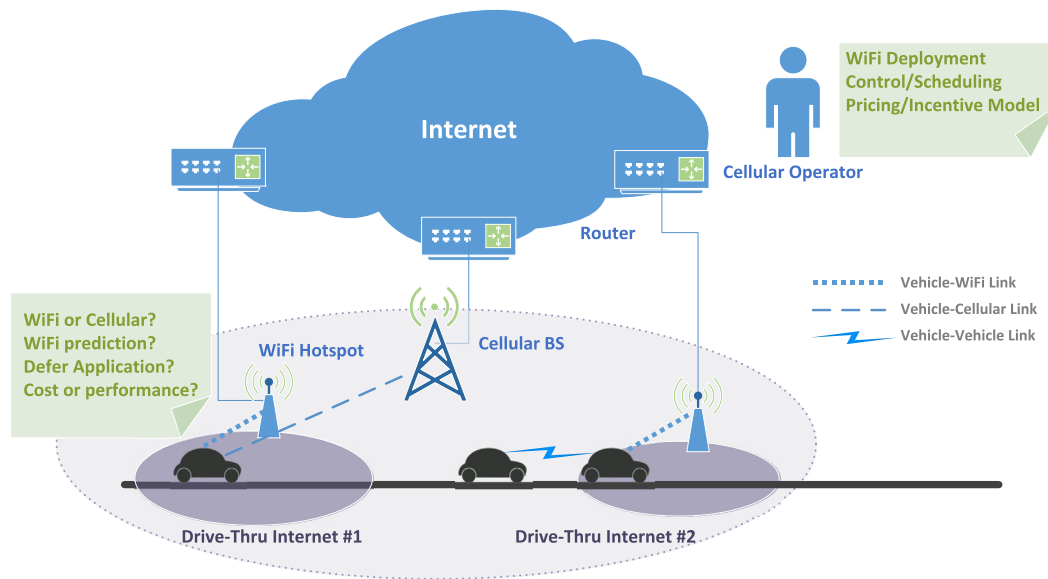 WiFi Deployment
Control/Scheduling
Pricing/Incentive Model
Internet
Cellular Operator
Router
Vehicle-WiFi Link
Vehicle-Cellular Link
Vehicle-Vehicle Link
WiFi or Cellular?
WiFi prediction?
Defer Application?
Cost or performance?
WiFi Hotspot
Cellular BS
Drive-Thru Internet #1
Drive-Thru Internet #2